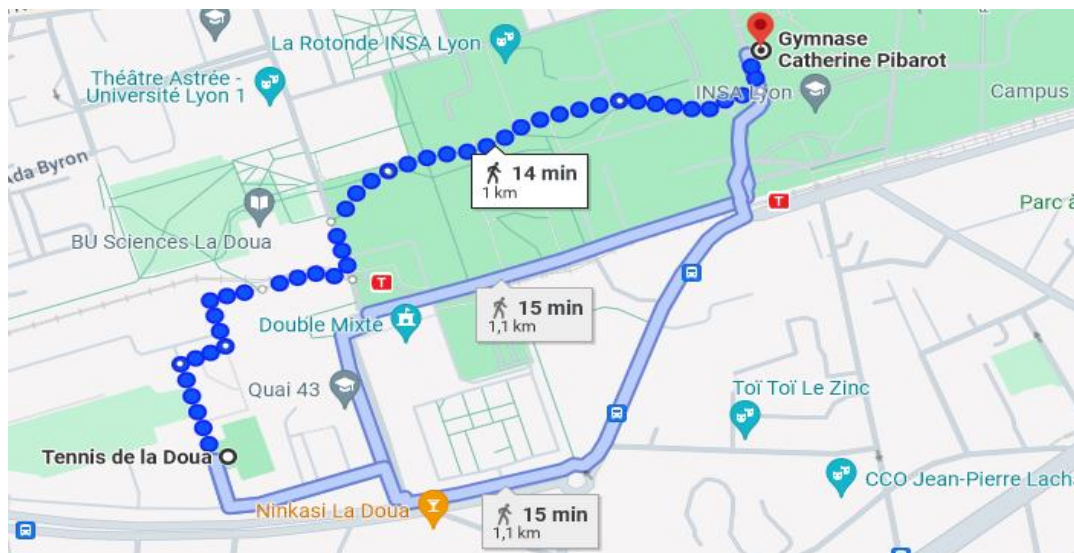 La Rotonde INSA Lyon
Gymnase
Catherine Pibarot
Théâtre Astrée -
Université Lyon 1
INSA Lyon
Campus
Ada Byron
14 min
1 km
T
Parc à
BU Sciences La Doua
T
15 min
1,1 km
Double Mixte
Quai 43
Toï Toï Le Zinc
Tennis de la Doua
CCO Jean-Pierre Lacha
Ninkasi La Doua
15 min
1,1 km